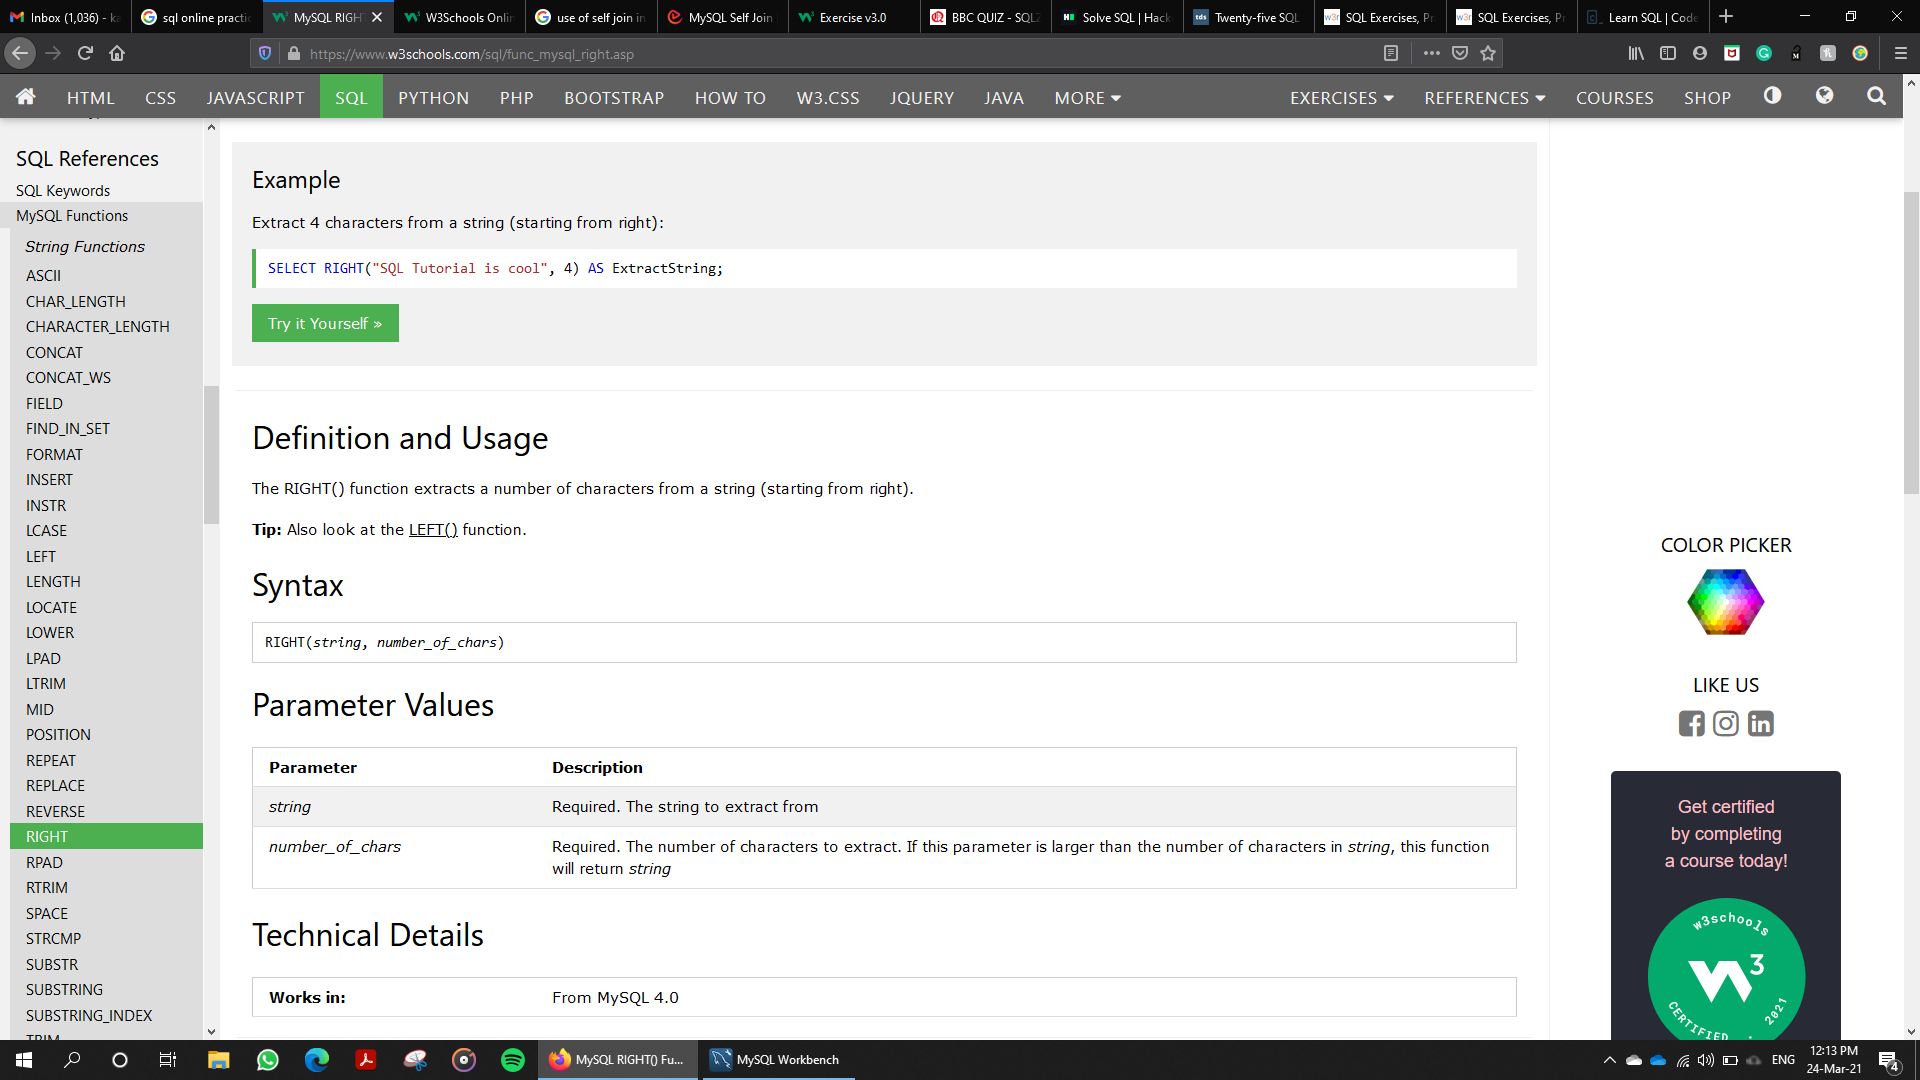 Inbox (1,036) - ka
sql online practic
MySQL RIGH
W3Schools Onlin
use of self join in
MySQL Self Join
Exercise v3.0
BBC QUIZ - SQLZ
Solve SQL | Hack
Twenty-five SQL
SQL Exercises, Pr
SQL Exercises, Pr
Learn SQL | Code
https://www.w3schools.com/sql/func_mysql_right.asp
HTML
CSS
JAVASCRIPT
SQL
PYTHON
PHP
BOOTSTRAP
HOW TO
W3.CSS
JQUERY
JAVA
MORE
EXERCISES
REFERENCES
COURSES
SHOP
SQL References
SQL Keywords
MySQL Functions
String Functions
ASCII
CHAR_LENGTH
CHARACTER_LENGTH
CONCAT
CONCAT_WS
FIELD
FIND_IN_SET
FORMAT
INSERT
INSTR
LCASE
LEFT
LENGTH
LOCATE
LOWER
LPAD
LTRIM
MID
POSITION
REPEAT
REPLACE
REVERSE
RIGHT
RPAD
RTRIM
SPACE
STRCMP
SUBSTR
SUBSTRING
SUBSTRING_INDEX
TRIM
Example
Extract 4 characters from a string (starting from right):
SELECT RIGHT("SQL Tutorial is cool", 4) AS ExtractString;
Try it Yourself »
Definition and Usage
The RIGHT() function extracts a number of characters from a string (starting from right).
Tip: Also look at the LEFT() function.
Syntax
RIGHT(string, number_of_chars)
Parameter Values
Parameter Description
string Required. The string to extract from
number_of_chars Required. The number of characters to extract. If this parameter is larger than the number of characters in string, this function
will return string
Technical Details
Works in: From MySQL 4.0
COLOR PICKER
LIKE US
Get certified
by completing
a course today!
w3schools
3
CERTIFIED . 2021
MySQL RIGHT() Fu...
MySQL Workbench
ENG
12:13 PM
24-Mar-21
4